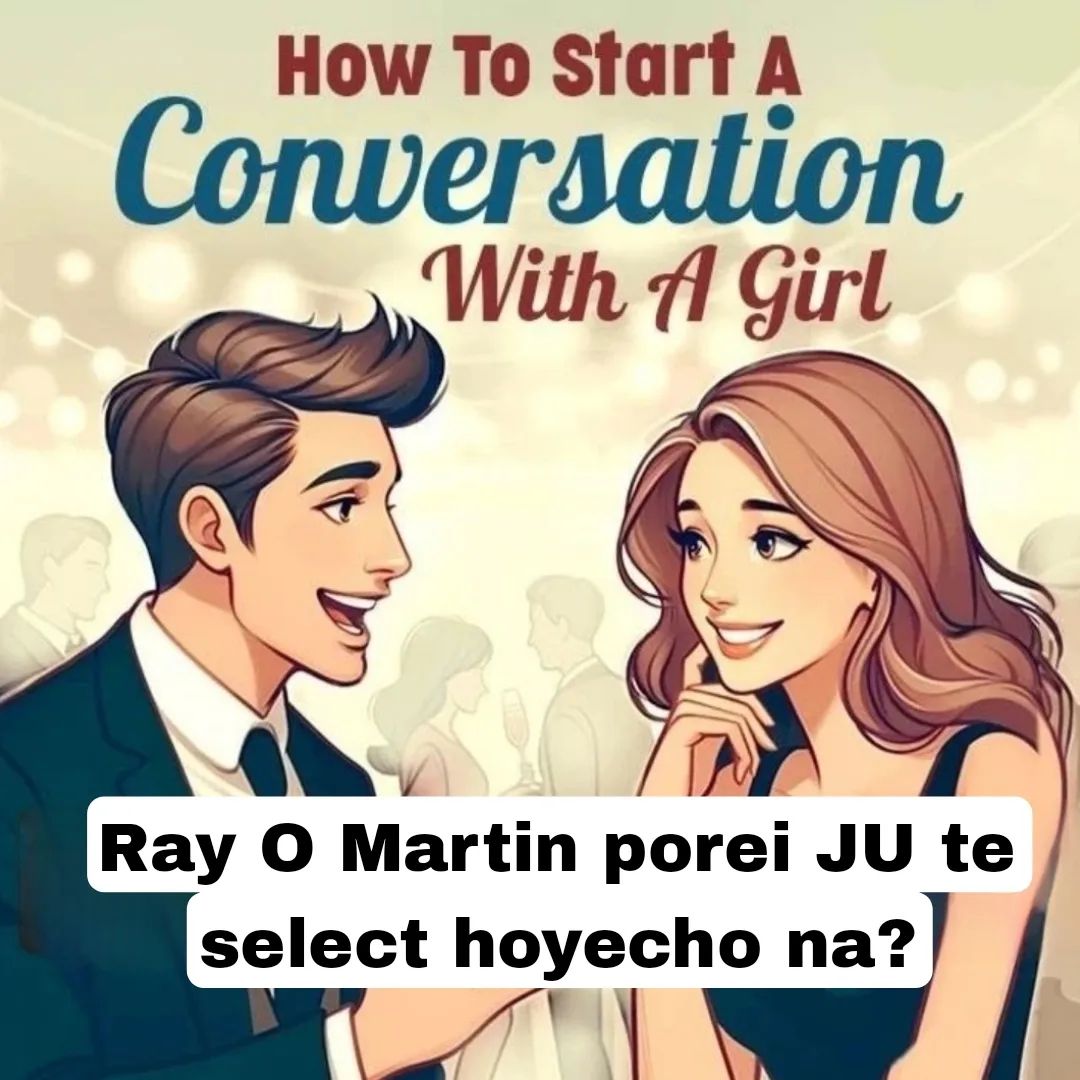 How To Start A
Conversation
With A Girl
Ray O Martin porei JU te
select hoyecho na?